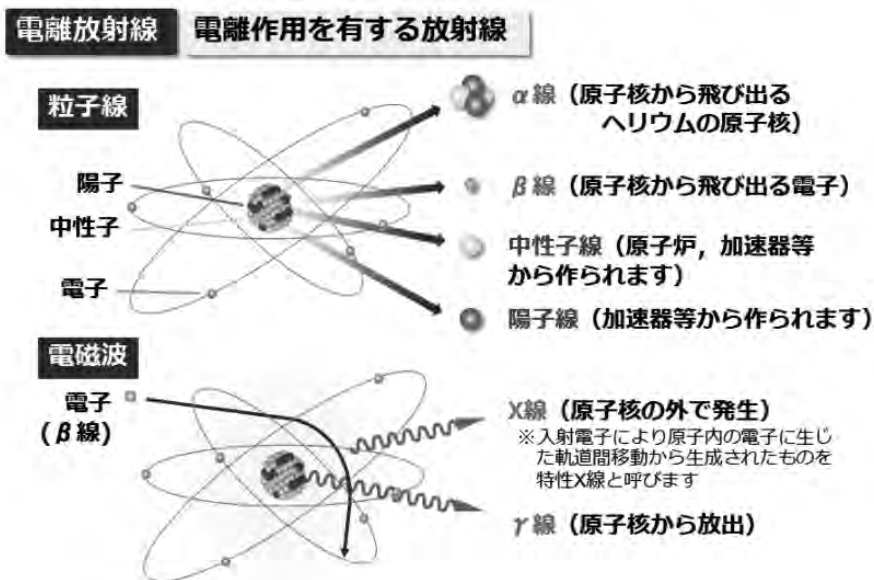 電離放射線 電離作用を有する放射線
粒子線
陽子
中性子
電子
α線（原子核から飛び出る
ヘリウムの原子核）
β線（原子核から飛び出る電子）
中性子線（原子炉，加速器等
から作られます）
陽子線（加速器等から作られます）
電磁波
電子
(β線)
X線（原子核の外で発生）
※入射電子により原子内の電子に生じ
た軌道間移動から生成されたものを
特性X線と呼びます
γ線（原子核から放出）